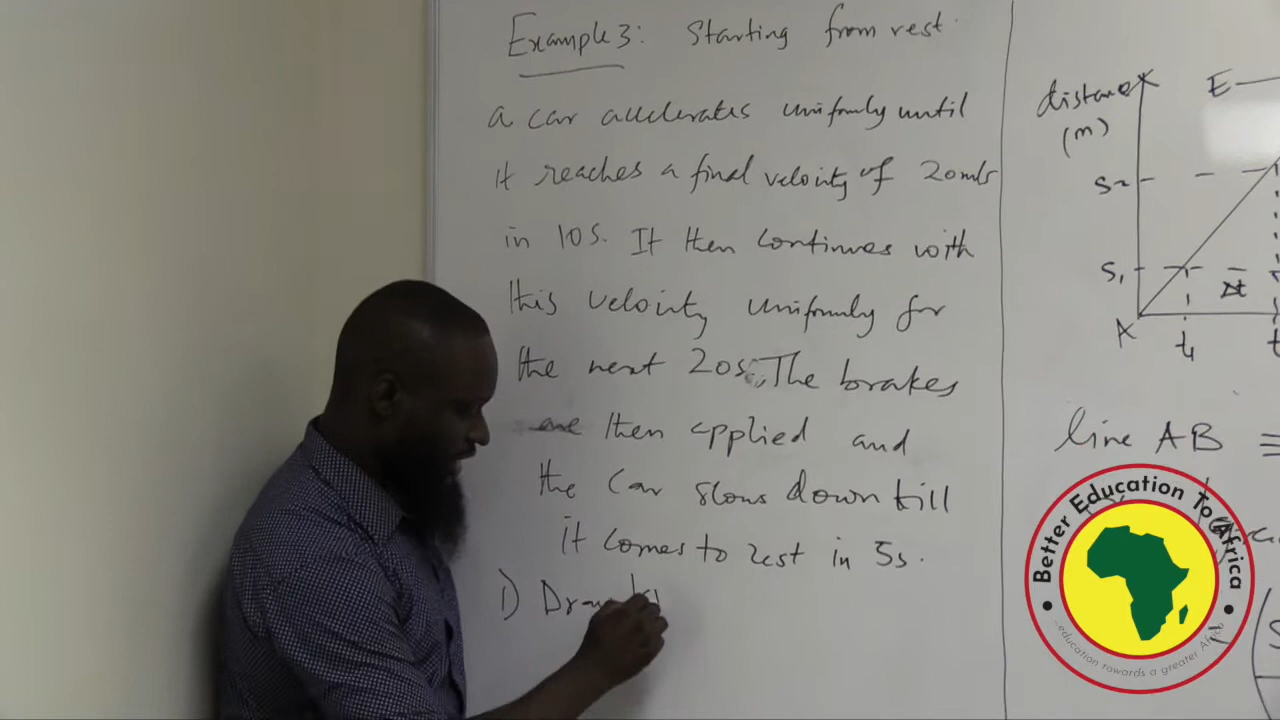 Example 3: Starting from rest
a car accelerates uniformly until
it reaches a final velocity of 20m/s
in 10s. It then continues with
this velocity uniformly for
the next 20s. The brakes
are then applied and
the car slows down till
it comes to rest in 5s.
i) Draw
distance
(m)
E
S2
S1
Δt
A
t1
t
line AB ≡
Better Education To Africa
...education towards a greater Africa